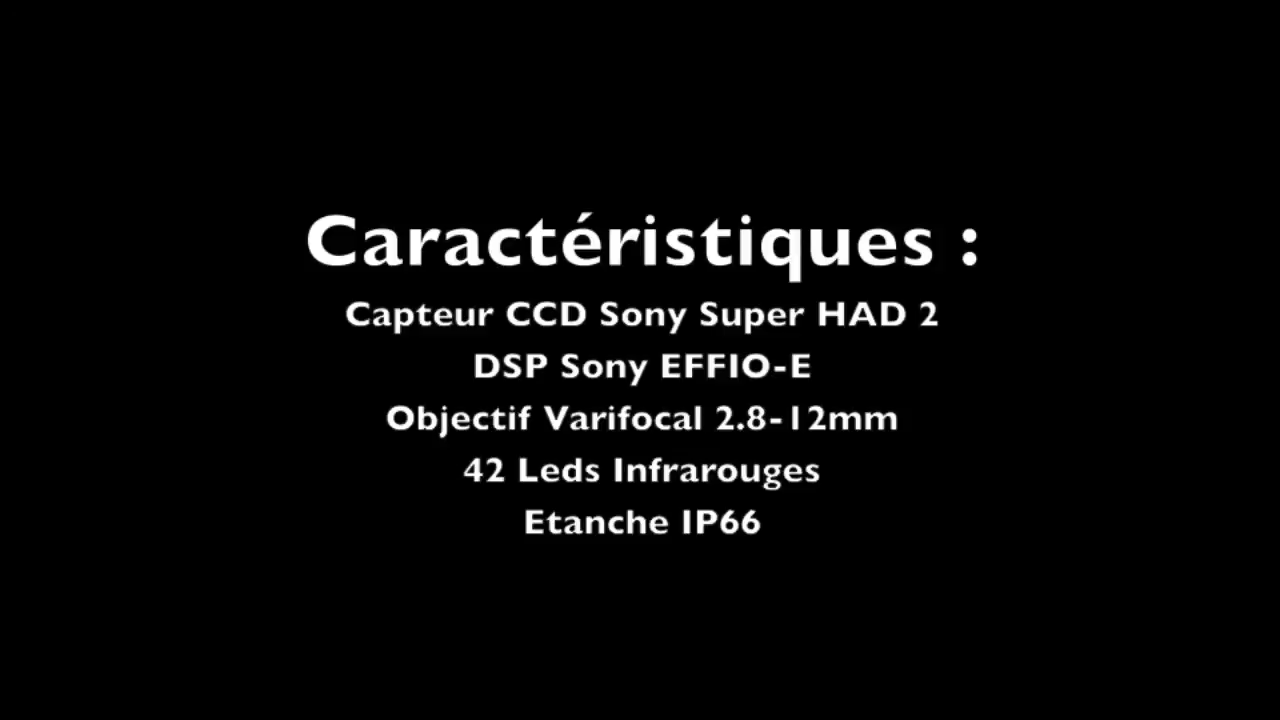 Caractéristiques :
Capteur CCD Sony Super HAD 2
DSP Sony EFFIO-E
Objectif Varifocal 2.8-12mm
42 Leds Infrarouges
Etanche IP66